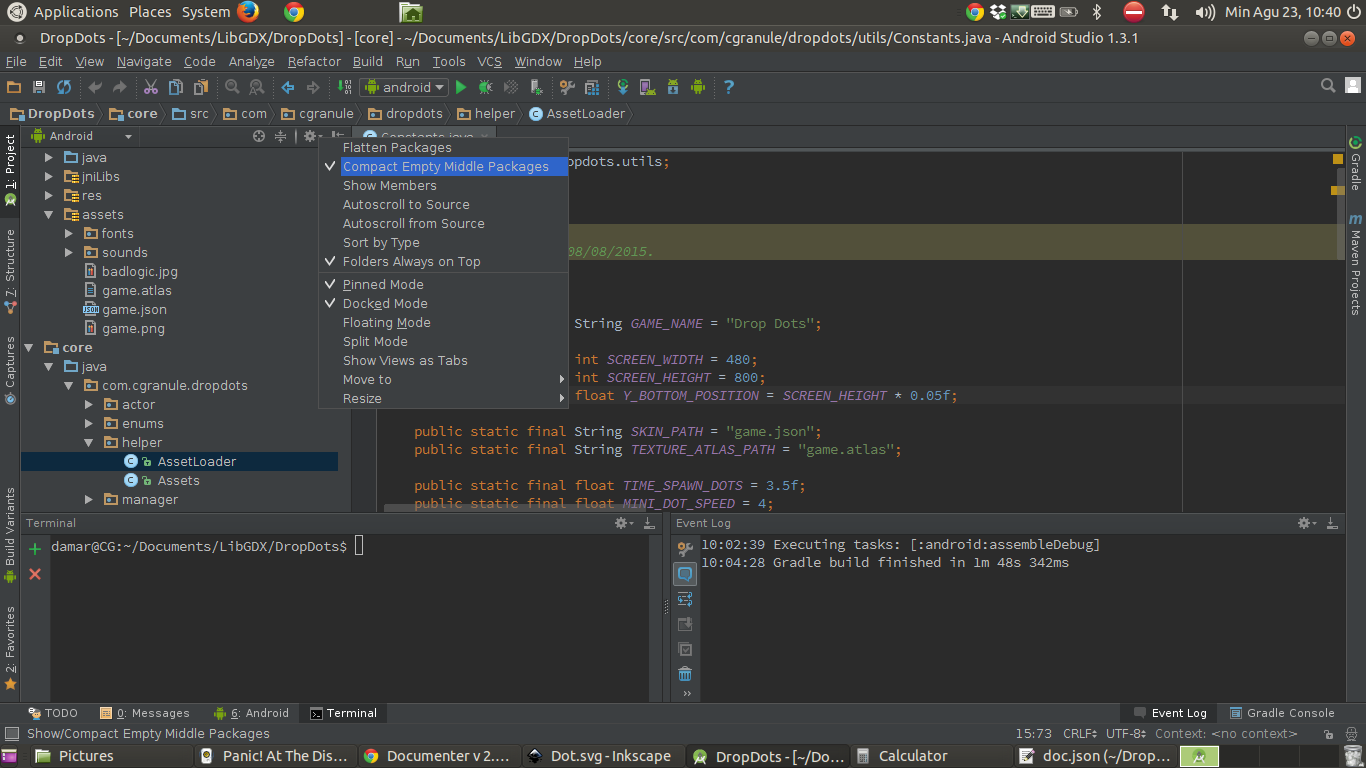 Applications Places System
Min Agu 23, 10:40
DropDots - [~/Documents/LibGDX/DropDots] - [core] - ~/Documents/LibGDX/DropDots/core/src/com/cgranule/dropdots/utils/Constants.java - Android Studio 1.3.1
File Edit View Navigate Code Analyze Refactor Build Run Tools VCS Window Help
android
DropDots core src com cgranule dropdots helper AssetLoader
Android
Constants.java
1: Project
7: Structure
Captures
Build Variants
2: Favorites
java
jniLibs
res
assets
fonts
sounds
badlogic.jpg
game.atlas
game.json
game.png
core
java
com.cgranule.dropdots
actor
enums
helper
AssetLoader
Assets
manager
Flatten Packages
Compact Empty Middle Packages
Show Members
Autoscroll to Source
Autoscroll from Source
Sort by Type
Folders Always on Top
Pinned Mode
Docked Mode
Floating Mode
Split Mode
Show Views as Tabs
Move to
Resize
opdots.utils;
08/08/2015.
String GAME_NAME = "Drop Dots";
int SCREEN_WIDTH = 480;
int SCREEN_HEIGHT = 800;
float Y_BOTTOM_POSITION = SCREEN_HEIGHT * 0.05f;
public static final String SKIN_PATH = "game.json";
public static final String TEXTURE_ATLAS_PATH = "game.atlas";
public static final float TIME_SPAWN_DOTS = 3.5f;
public static final float MINI_DOT_SPEED = 4;
Gradle
Maven Projects
Terminal
damar@CG:~/Documents/LibGDX/DropDots$
Event Log
10:02:39 Executing tasks: [:android:assembleDebug]
10:04:28 Gradle build finished in 1m 48s 342ms
TODO 0: Messages 6: Android Terminal Event Log Gradle Console
Show/Compact Empty Middle Packages 15:73 CRLF UTF-8 Context: <no context>
Pictures Panic! At The Dis... Documenter v 2.... Dot.svg - Inkscape DropDots - [~/Do... Calculator doc.json (~/Drop...